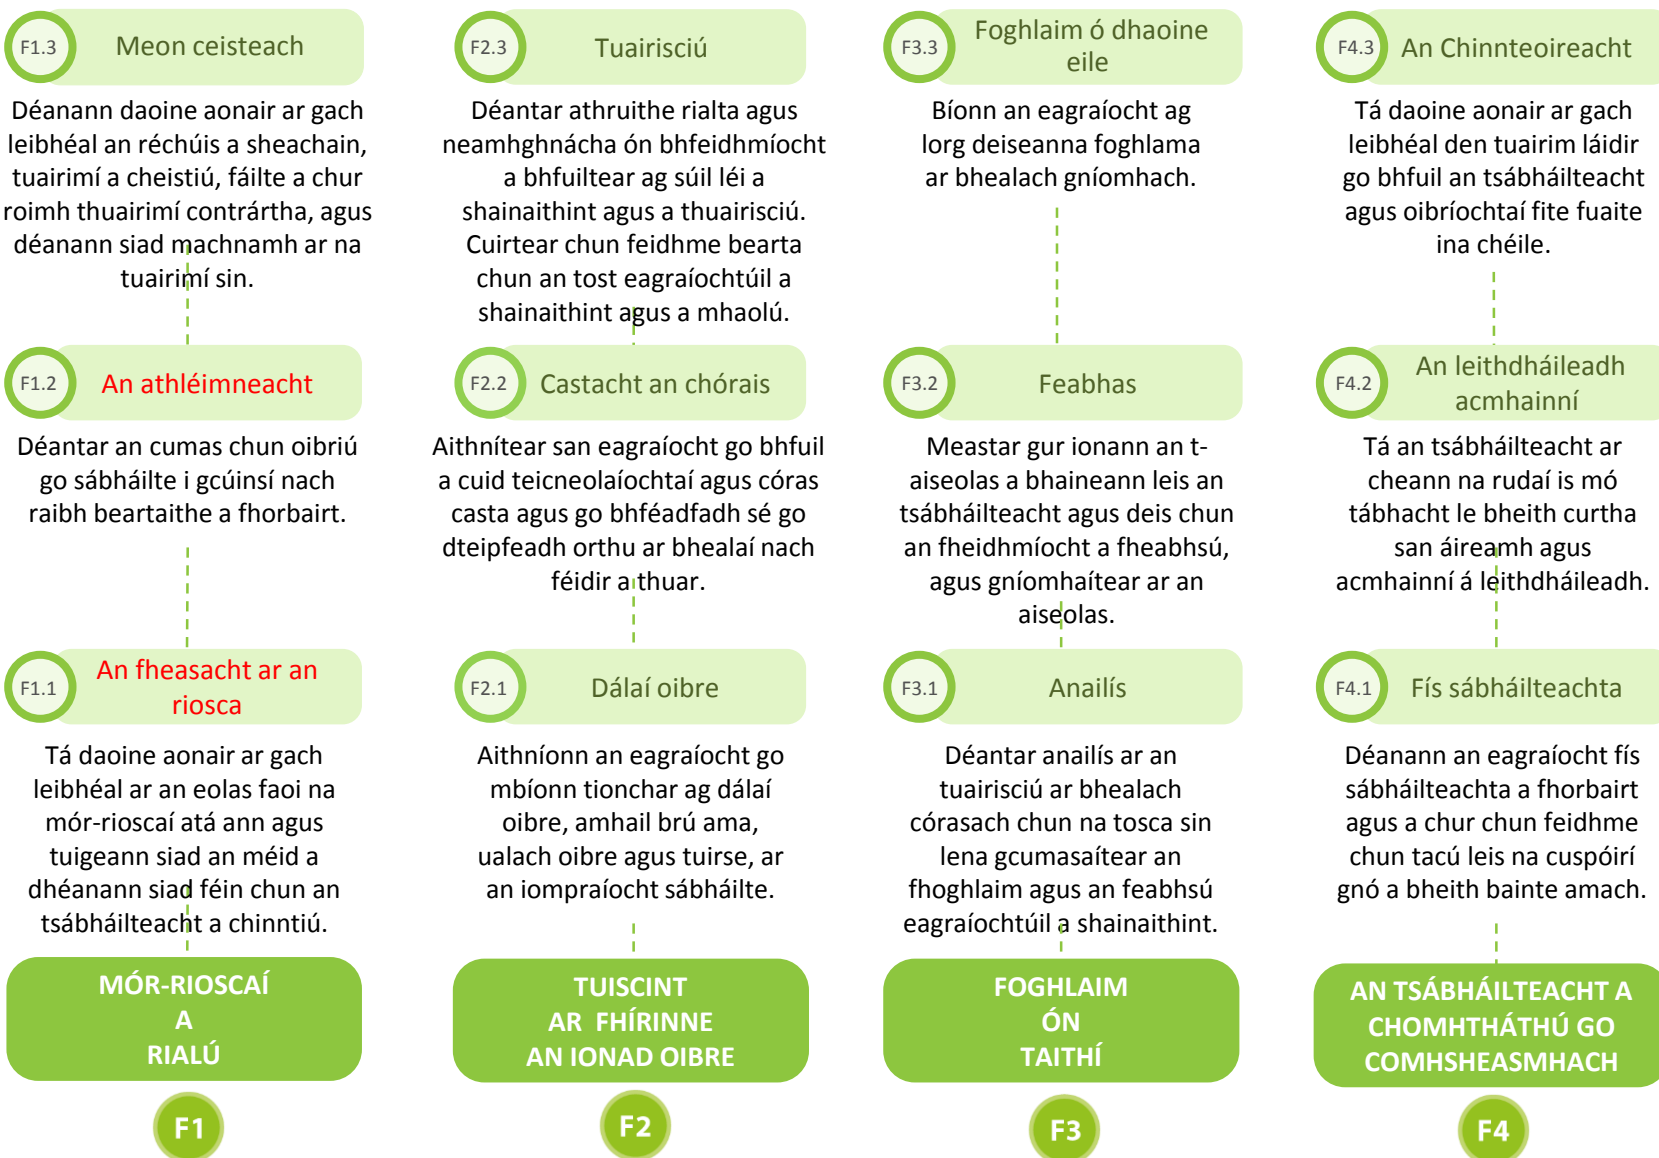 F1.3
Meon ceisteach
Déanann daoine aonair ar gach
leibhéal an réchúis a sheachain,
tuairimí a cheistiú, fáilte a chur
roimh thuairimí contrártha, agus
déanann siad machnamh ar na
tuairimí sin.
F1.2
An athléimneacht
Déantar an cumas chun oibriú
go sábháilte i gcúinsí nach
raibh beartaithe a fhorbairt.
F1.1
An fheasacht ar an
riosca
Tá daoine aonair ar gach
leibhéal ar an eolas faoi na
mór-rioscaí atá ann agus
tuigeann siad an méid a
dhéanann siad féin chun an
tsábháilteacht a chinntiú.
MÓR-RIOSCAÍ
A
RIALÚ
F1
F2.3
Tuairisciú
Déantar athruithe rialta agus
neamhghnácha ón bhfeidhmíocht
a bhfuiltear ag súil léi a
shainaithint agus a thuairisciú.
Cuirtear chun feidhme bearta
chun an tost eagraíochtúil a
shainaithint agus a mhaolú.
F2.2
Castacht an chórais
Aithnítear san eagraíocht go bhfuil
a cuid teicneolaíochtaí agus córas
casta agus go bhféadfadh sé go
dteipfeadh orthu ar bhealaí nach
féidir a thuar.
F2.1
Dálaí oibre
Aithníonn an eagraíocht go
mbíonn tionchar ag dálaí
oibre, amhail brú ama,
ualach oibre agus tuirse, ar
an iompraíocht sábháilte.
TUISCINT
AR FHÍRINNE
AN IONAD OIBRE
F2
F3.3
Foghlaim ó dhaoine
eile
Bíonn an eagraíocht ag
lorg deiseanna foghlama
ar bhealach gníomhach.
F3.2
Feabhas
Meastar gur ionann an t-
aiseolas a bhaineann leis an
tsábháilteacht agus deis chun
an fheidhmíocht a fheabhsú,
agus gníomhaítear ar an
aiseolas.
F3.1
Anailís
Déantar anailís ar an
tuairisciú ar bhealach
córasach chun na tosca sin
lena gcumasaítear an
fhoghlaim agus an feabhsú
eagraíochtúil a shainaithint.
FOGHLAIM
ÓN
TAITHÍ
F3
F4.3
An Chinnteoireacht
Tá daoine aonair ar gach
leibhéal den tuairim láidir
go bhfuil an tsábháilteacht
agus oibríochtaí fite fuaite
ina chéile.
F4.2
An leithdháileadh
acmhainní
Tá an tsábháilteacht ar
cheann na rudaí is mó
tábhacht le bheith curtha
san áireamh agus
acmhainní á leithdháileadh.
F4.1
Fís sábháilteachta
Déanann an eagraíocht fís
sábháilteachta a fhorbairt
agus a chur chun feidhme
chun tacú leis na cuspóirí
gnó a bheith bainte amach.
AN TSÁBHÁILTEACHT A
CHOMHTHÁTHÚ GO
COMHSHEASMHACH
F4